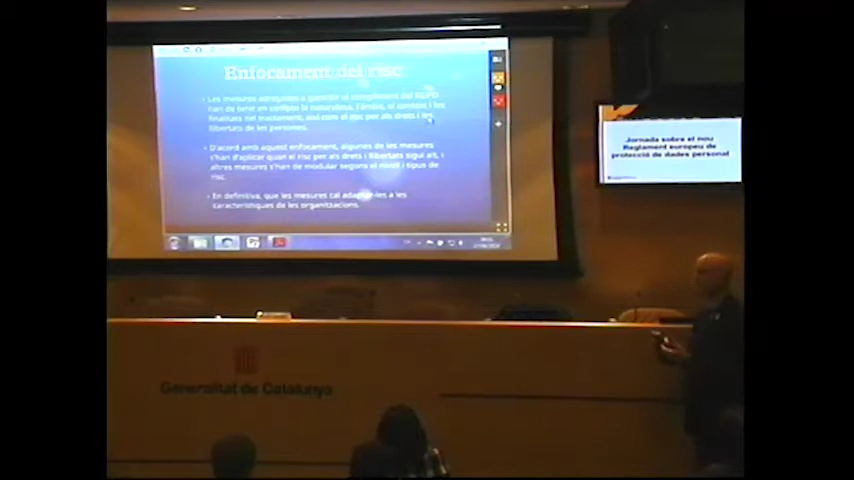 Enfocament del risc
Les mesures adreçades a garantir el compliment del RGPD
han de tenir en compte la naturalesa, l'àmbit, el context i les
finalitats del tractament, així com el risc per als drets i les
llibertats de les persones.
D'acord amb aquest enfocament, algunes de les mesures
s'han d'aplicar quan el risc per als drets i llibertats sigui alt, i
altres mesures s'han de modular segons el nivell i tipus de
risc.
En definitiva, que les mesures cal adaptar-les a les
característiques de les organitzacions.
Jornada sobre el nou
Reglament europeu de
protecció de dades personal
Generalitat de Catalunya